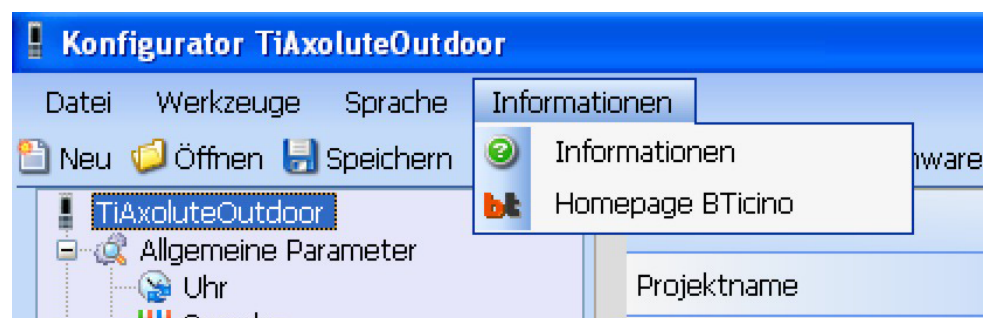 Konfigurator TiAxoluteOutdoor
Datei Werkzeuge Sprache Informationen
Neu Öffnen Speichern
Informationen
Homepage BTicino
TiAxoluteOutdoor
Allgemeine Parameter
Uhr
Projektname